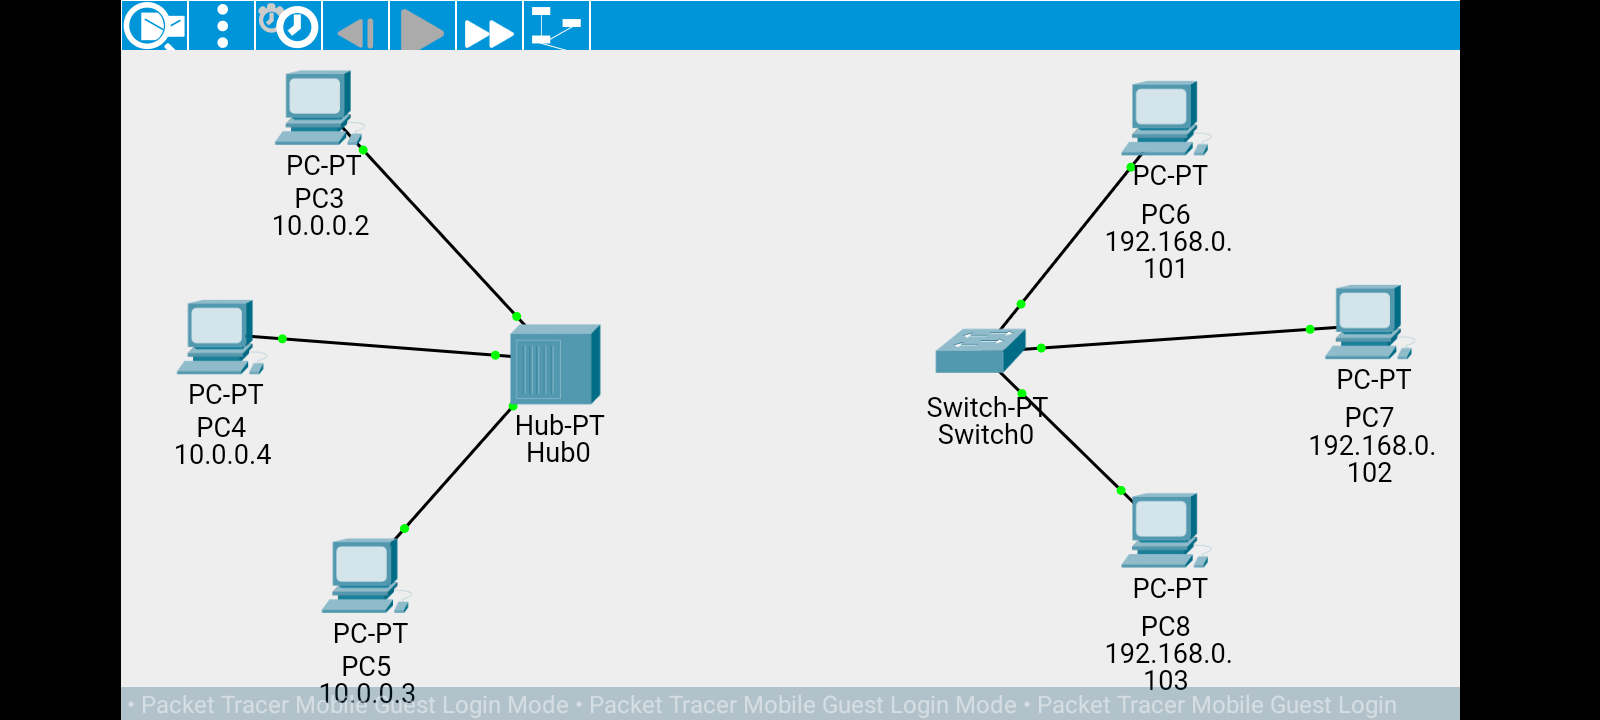 PC-PT
PC3
10.0.0.2
PC-PT
PC4
10.0.0.4
PC-PT
PC5
10.0.0.3
Hub-PT
Hub0
Switch-PT
Switch0
PC-PT
PC6
192.168.0.
101
PC-PT
PC7
192.168.0.
102
PC-PT
PC8
192.168.0.
103
• Packet Tracer Mobile Guest Login Mode • Packet Tracer Mobile Guest Login Mode • Packet Tracer Mobile Guest Login